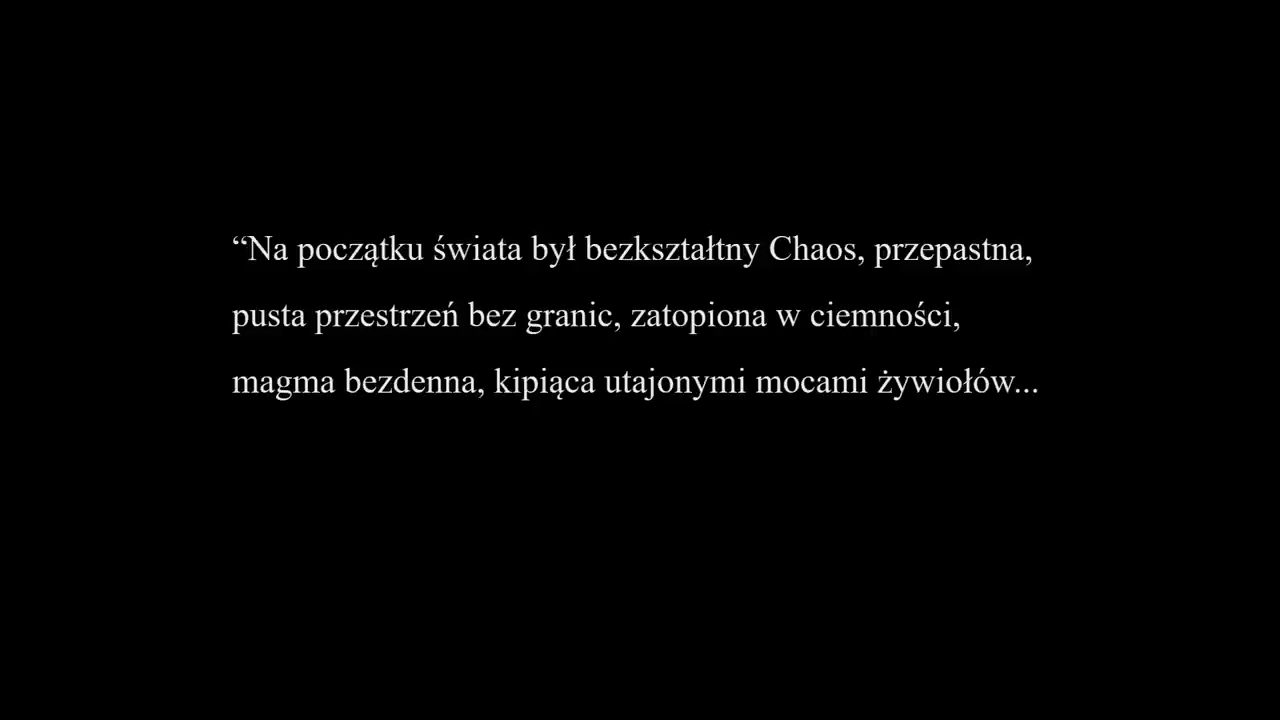 “Na początku świata był bezkształtny Chaos, przepastna,
pusta przestrzeń bez granic, zatopiona w ciemności,
magma bezdenna, kipiąca utajonymi mocami żywiołów...